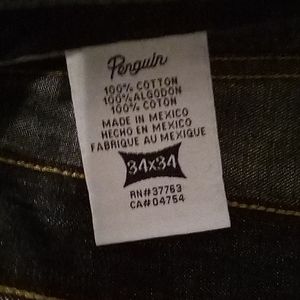 Penguin
100% COTTON
100% ALGODON
100% COTON
MADE IN MEXICO
HECHO EN MEXICO
FABRIQUE AU MEXIQUE
34x34
RN#37763
CA#04754